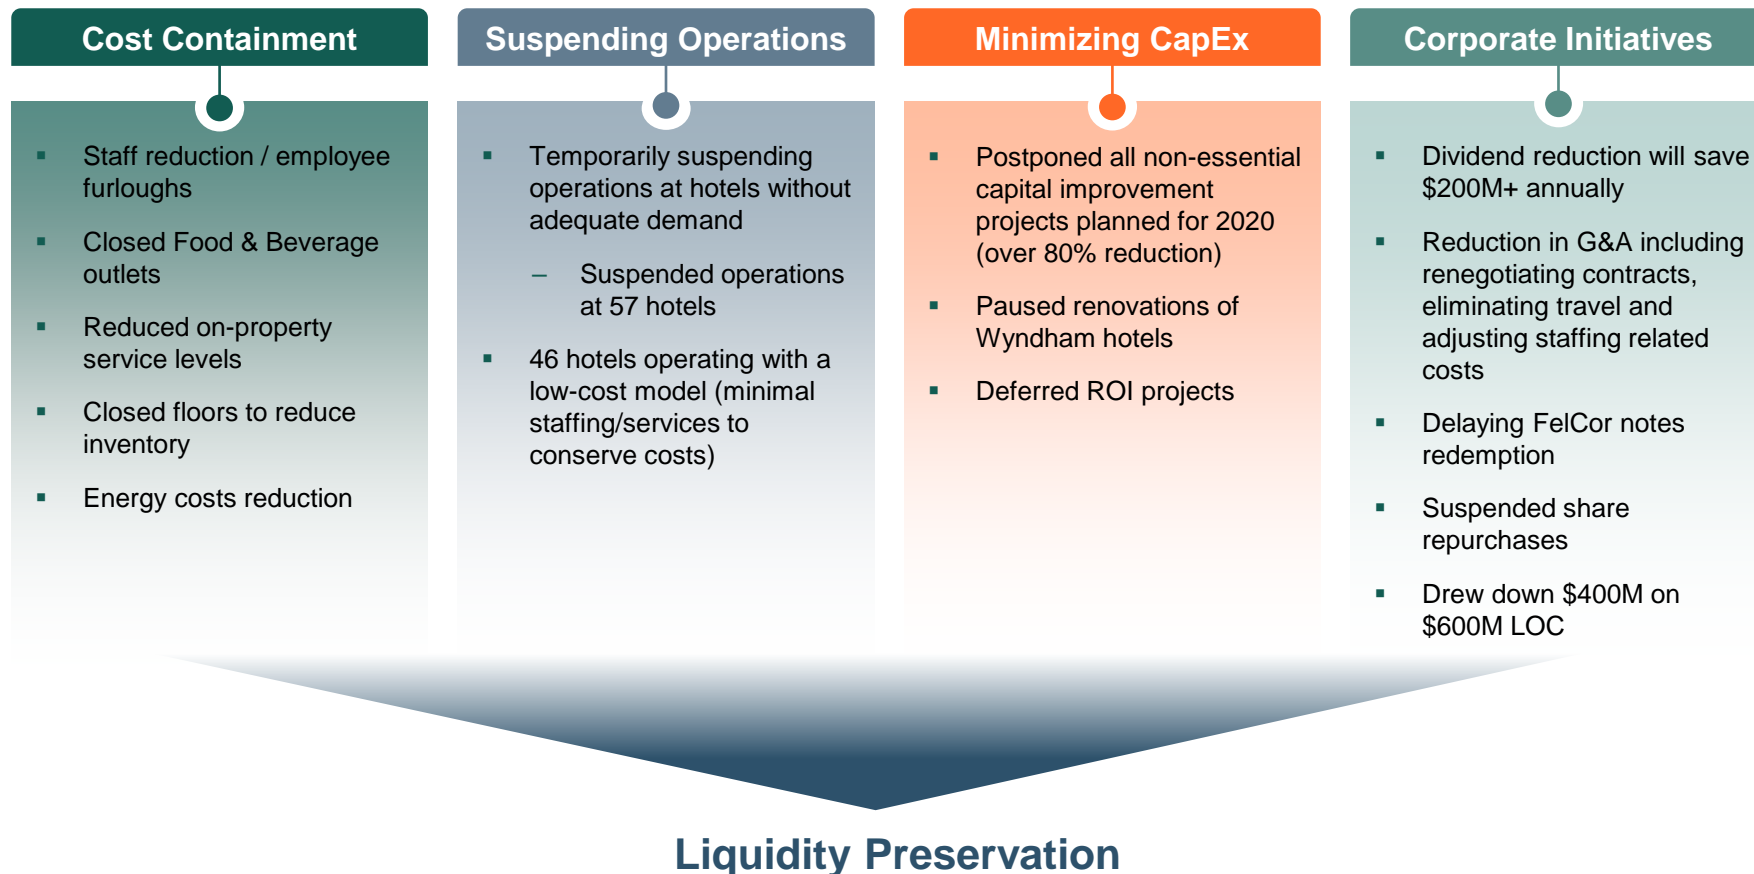 Cost Containment
▪ Staff reduction / employee
furloughs
▪ Closed Food & Beverage
outlets
▪ Reduced on-property
service levels
▪ Closed floors to reduce
inventory
▪ Energy costs reduction
Suspending Operations
▪ Temporarily suspending
operations at hotels without
adequate demand
– Suspended operations
at 57 hotels
▪ 46 hotels operating with a
low-cost model (minimal
staffing/services to
conserve costs)
Minimizing CapEx
▪ Postponed all non-essential
capital improvement
projects planned for 2020
(over 80% reduction)
▪ Paused renovations of
Wyndham hotels
▪ Deferred ROI projects
Corporate Initiatives
▪ Dividend reduction will save
$200M+ annually
▪ Reduction in G&A including
renegotiating contracts,
eliminating travel and
adjusting staffing related
costs
▪ Delaying FelCor notes
redemption
▪ Suspended share
repurchases
▪ Drew down $400M on
$600M LOC
Liquidity Preservation